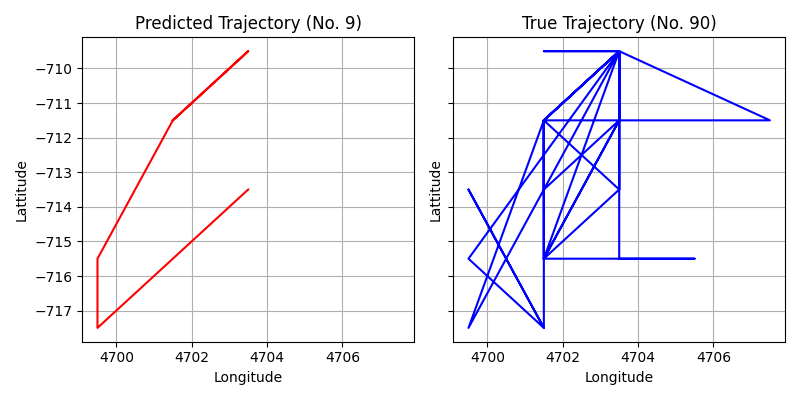 Predicted Trajectory (No. 9)
True Trajectory (No. 90)
Lattitude
−710
−711
−712
−713
−714
−715
−716
−717
4700
4702
4704
4706
Longitude
Lattitude
4700
4702
4704
4706
Longitude